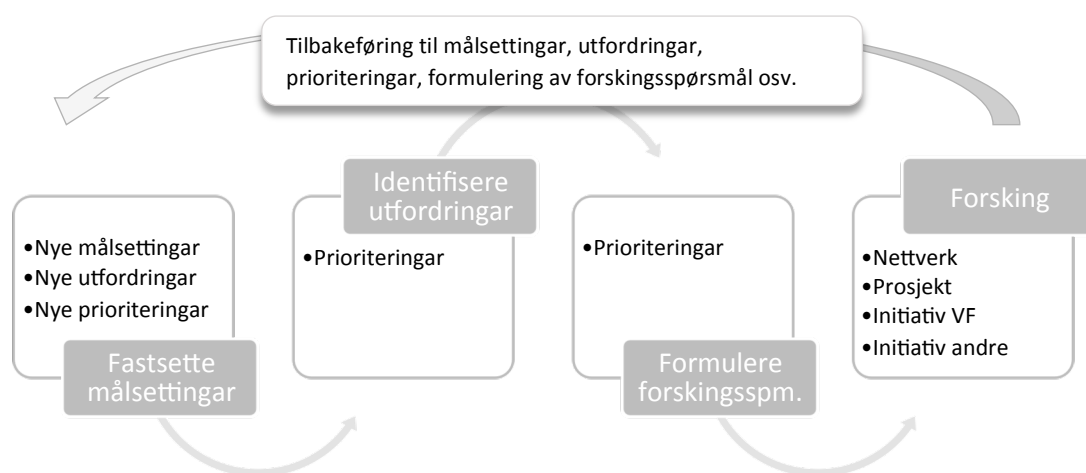 Tilbakeføring til målsettingar, utfordringar,
prioriteringar, formulering av forskingsspørsmål osv.
•Nye målsettingar
•Nye utfordringar
•Nye prioriteringar
Fastsette
målsettingar
Identifisere
utfordringar
•Prioriteringar
•Prioriteringar
Formulere
forskingsspm.
Forsking
•Nettverk
•Prosjekt
•Initiativ VF
•Initiativ andre